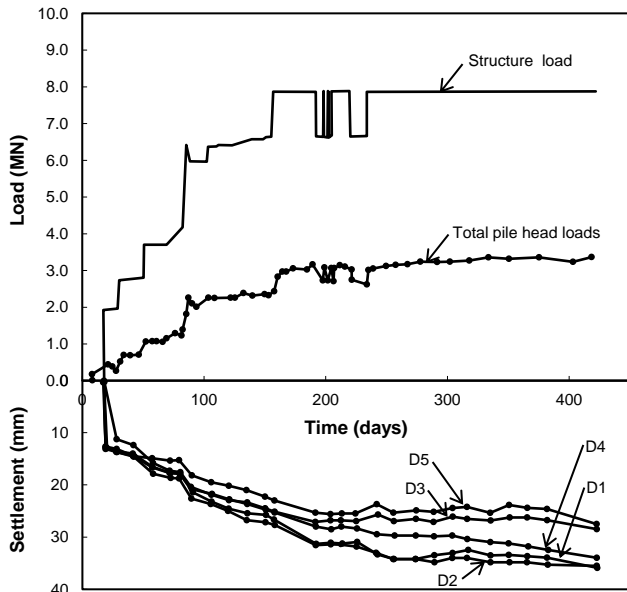 10.0
9.0
8.0
7.0
6.0
5.0
4.0
3.0
2.0
1.0
0.0
Load (MN)
Structure load
Total pile head loads
0 100 200 300 400
Time (days)
10
20
30
40
Settlement (mm)
D5
D3
D4
D1
D2